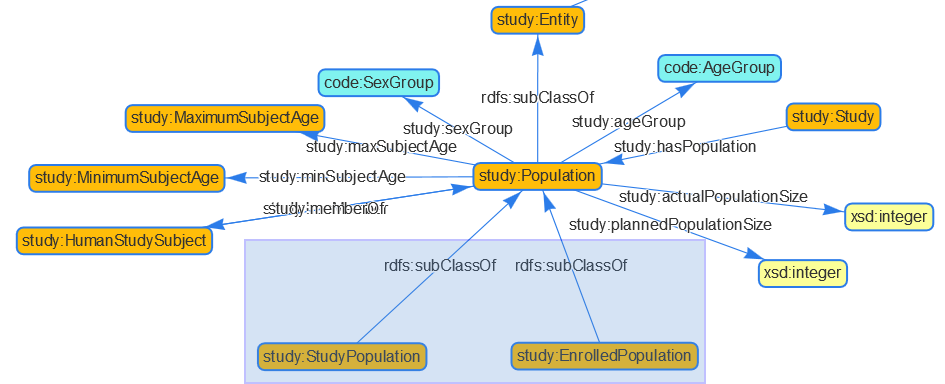 study:Entity
code:AgeGroup
code:SexGroup
rdfs:subClassOf
study:MaximumSubjectAge
study:Study
study:ageGroup
study:sexGroup
study:maxSubjectAge
study:hasPopulation
study:MinimumSubjectAge
study:minSubjectAge
study:Population
study:actualPopulationSize
study:memberOf
xsd:integer
study:plannedPopulationSize
study:HumanStudySubject
rdfs:subClassOf
rdfs:subClassOf
xsd:integer
study:StudyPopulation
study:EnrolledPopulation